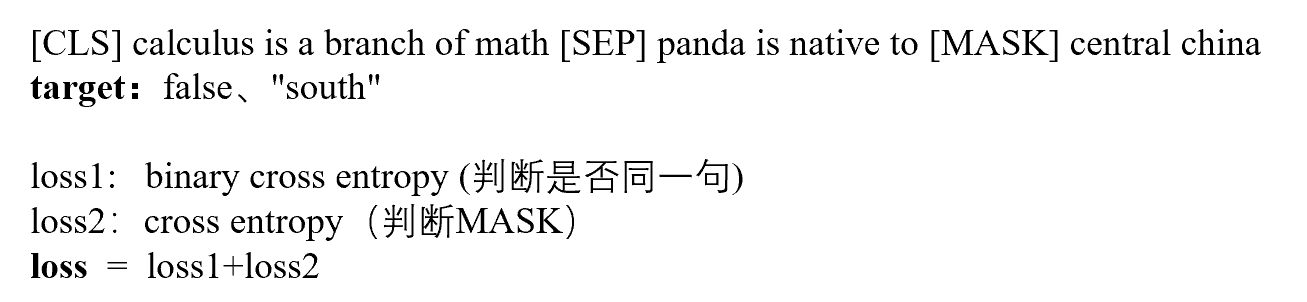 [CLS] calculus is a branch of math [SEP] panda is native to [MASK] central china
target：false、"south"
loss1: binary cross entropy (判断是否同一句)
loss2: cross entropy（判断MASK）
loss = loss1+loss2